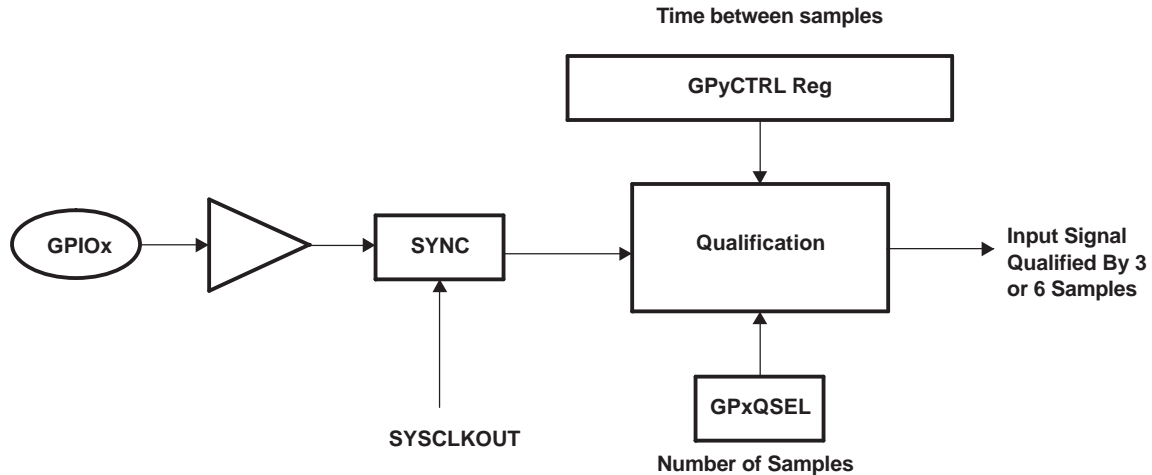 Time between samples
GPyCTRL Reg
GPIOx
SYNC
Qualification
Input Signal
Qualified By 3
or 6 Samples
GPxQSEL
SYSCLKOUT
Number of Samples